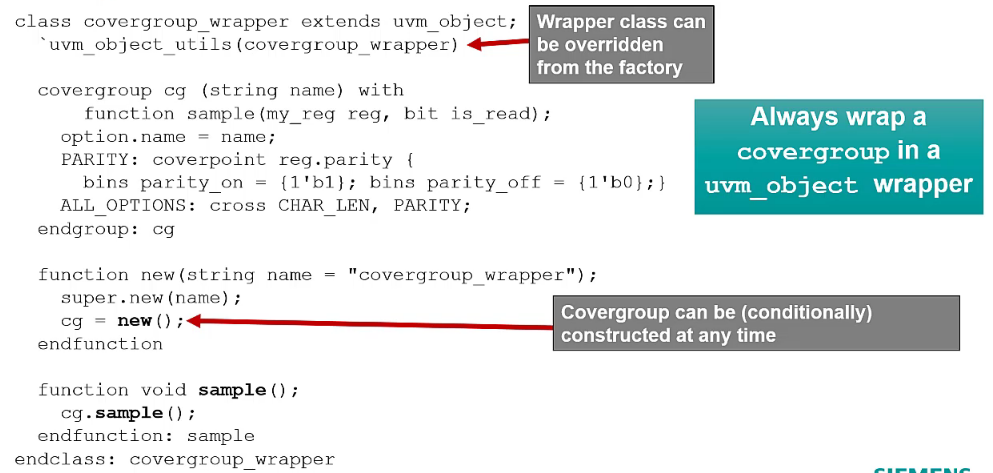 class covergroup_wrapper extends uvm_object;
`uvm_object_utils(covergroup_wrapper)
Wrapper class can
be overridden
from the factory
covergroup cg (string name) with
function sample(my_reg reg, bit is_read);
option.name = name;
PARITY: coverpoint reg.parity {
bins parity_on = {1'b1}; bins parity_off = {1'b0};}
ALL_OPTIONS: cross CHAR_LEN, PARITY;
endgroup: cg
Always wrap a
covergroup in a
uvm_object wrapper
function new(string name = "covergroup_wrapper");
super.new(name);
cg = new();
endfunction
Covergroup can be (conditionally)
constructed at any time
function void sample();
cg.sample();
endfunction: sample
endclass: covergroup_wrapper
SIEMENS